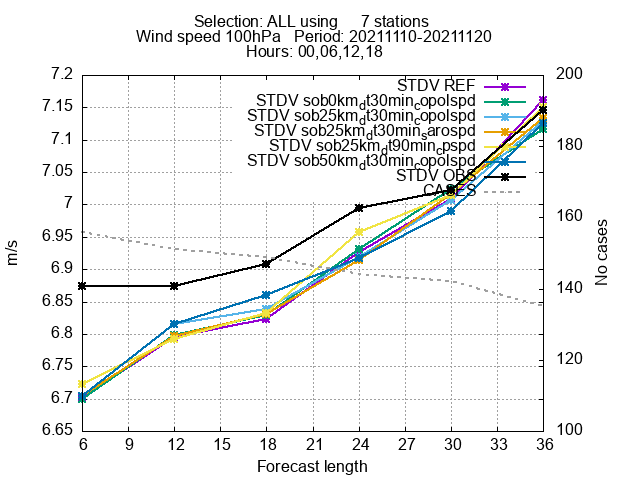 Selection: ALL using 7 stations
Wind speed 100hPa Period: 20211110-20211120
Hours: 00,06,12,18
7.2
7.15
7.1
7.05
7
6.95
6.9
6.85
6.8
6.75
6.7
6.65
m/s
STDV REF
STDV sob0km_dt30min_copolspd
STDV sob25km_dt30min_copolspd
STDV sob25km_dt30min_sarospd
STDV sob25km_dt90min_cpspd
STDV sob50km_dt30min_copolspd
STDV OBS
CASES
200
180
160
140
120
100
No cases
6 9 12 15 18 21 24 27 30 33 36
Forecast length